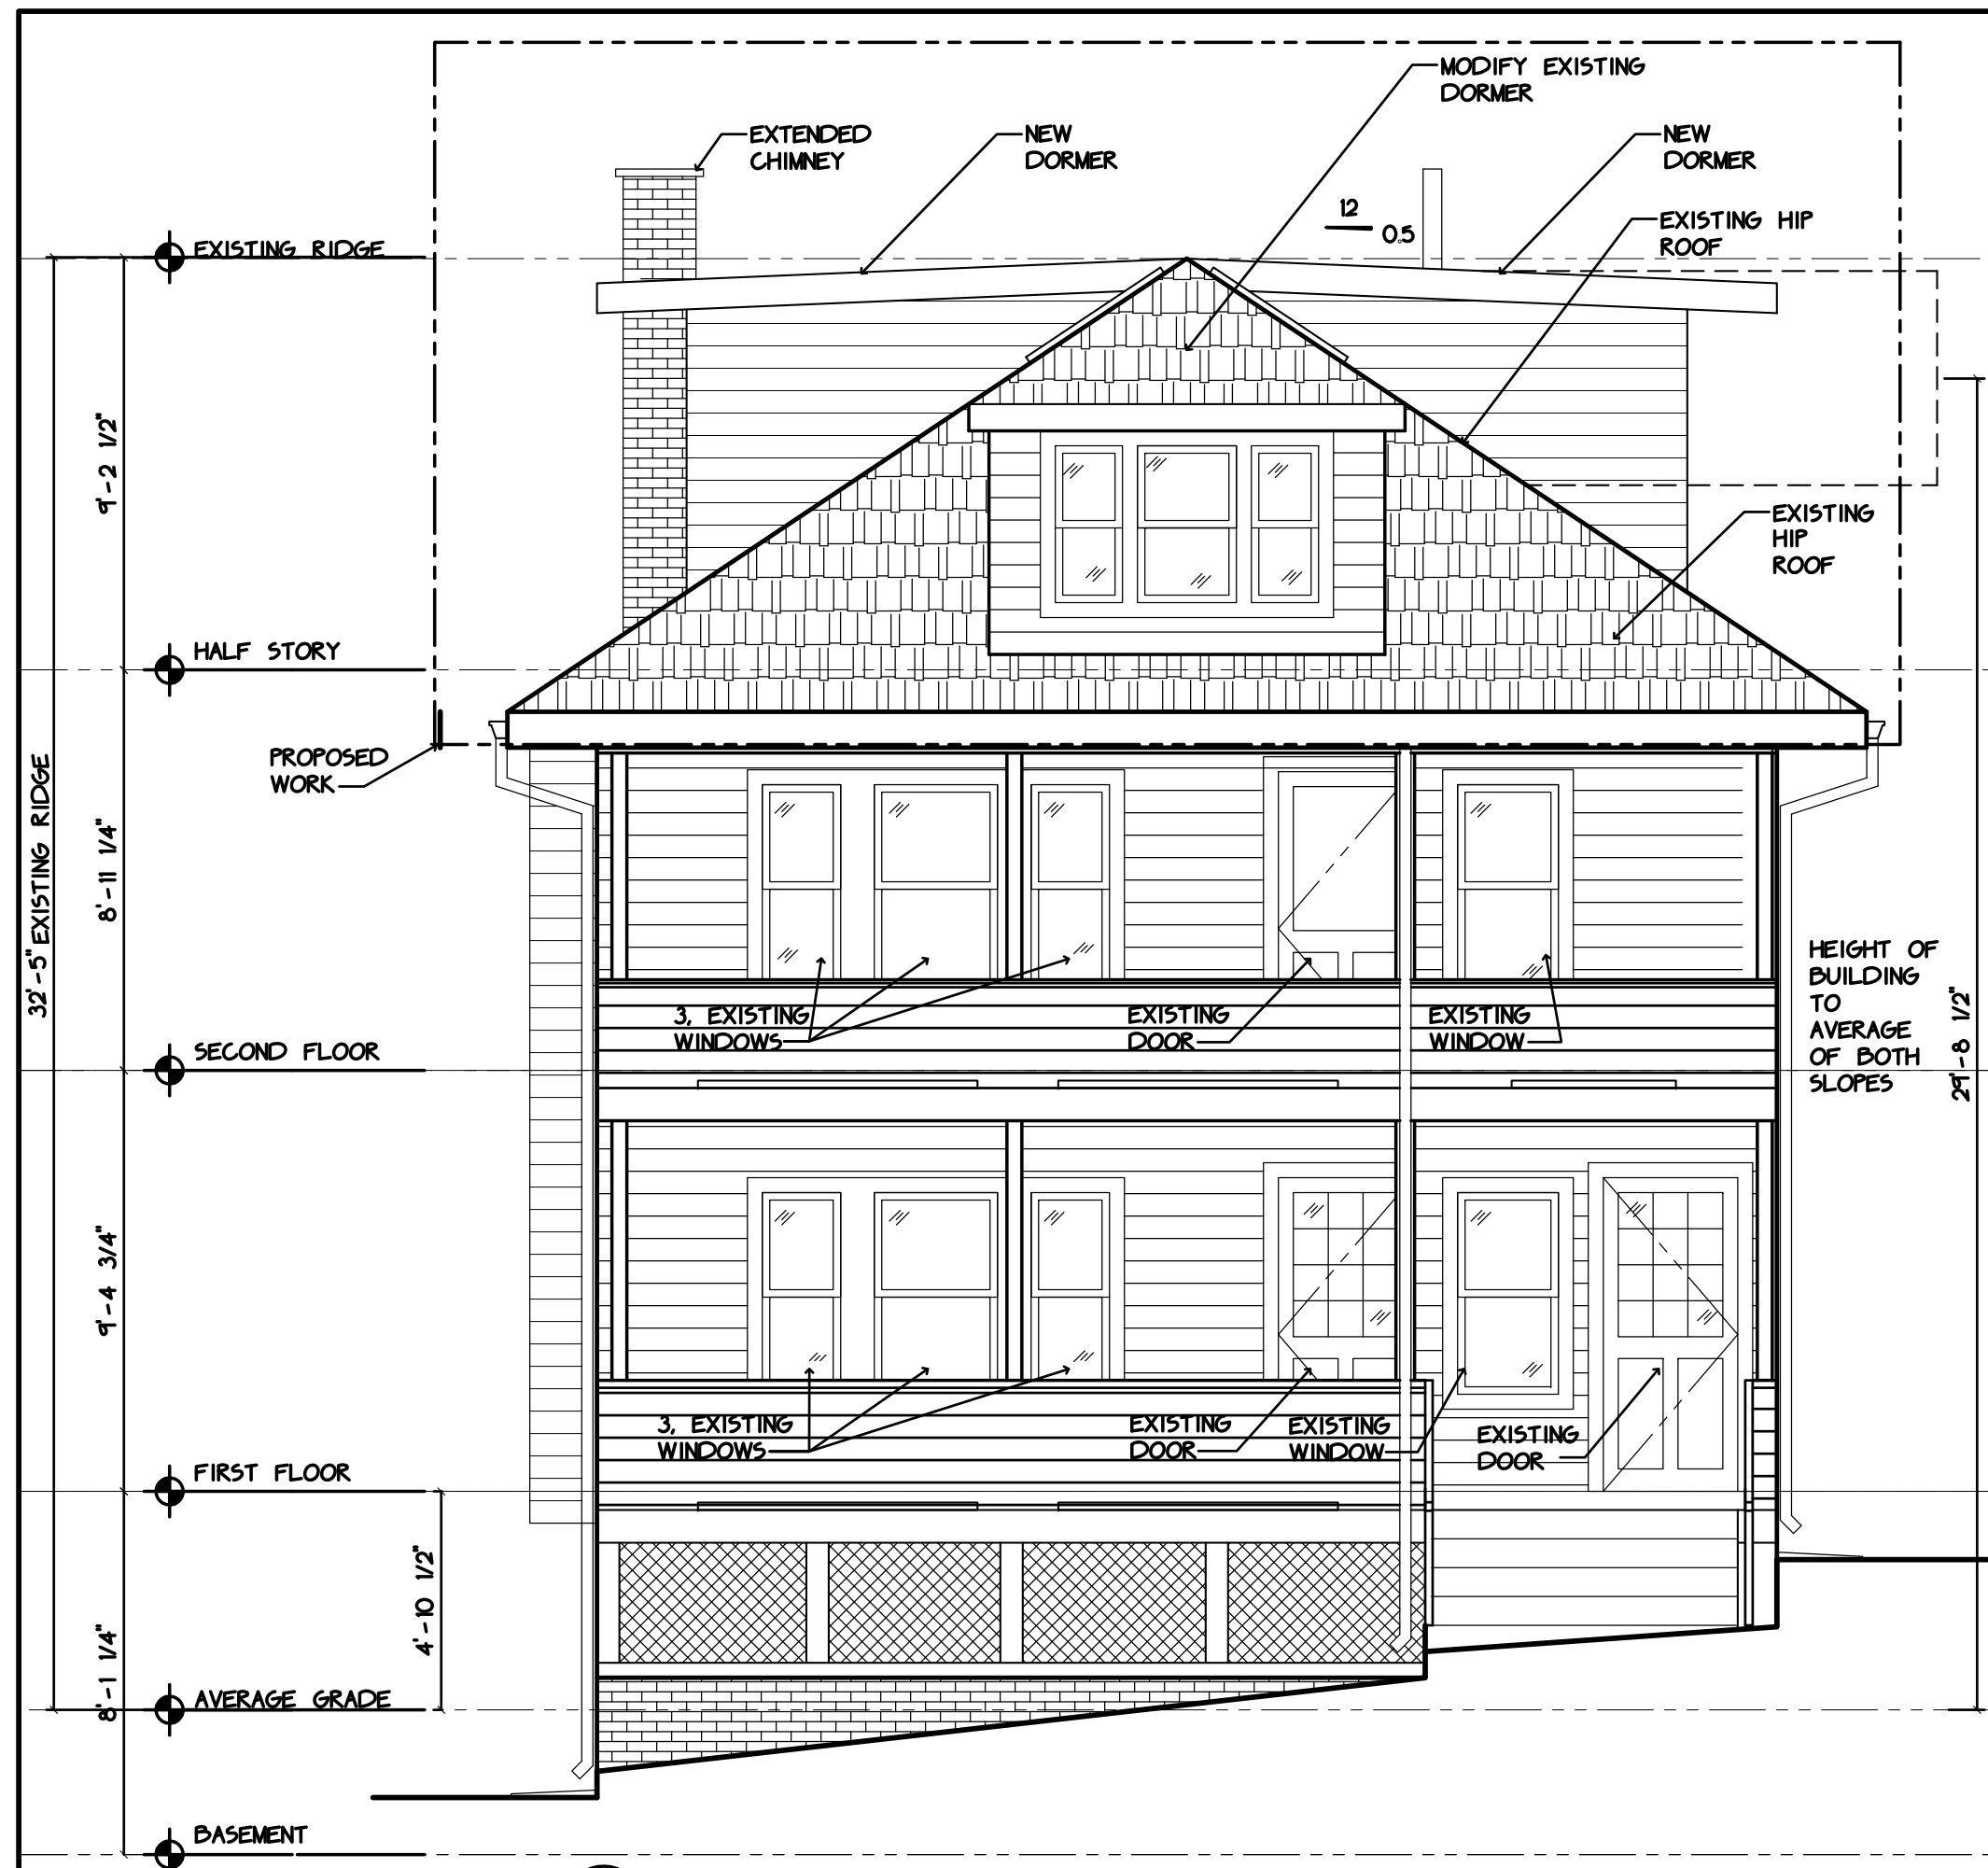 MODIFY EXISTING
DORMER
EXTENDED
CHIMNEY
NEW
DORMER
NEW
DORMER
12
0.5
EXISTING HIP
ROOF
EXISTING RIDGE
9'-2 1/2"
EXISTING
HIP
ROOF
HALF STORY
PROPOSED
WORK
32'-5" EXISTING RIDGE
8'-11 1/4"
HEIGHT OF
BUILDING
TO
AVERAGE
OF BOTH
SLOPES
29'-8 1/2"
3, EXISTING
WINDOWS
EXISTING
DOOR
EXISTING
WINDOW
SECOND FLOOR
9'-4 3/4"
3, EXISTING
WINDOWS
EXISTING
DOOR
EXISTING
WINDOW
EXISTING
DOOR
FIRST FLOOR
4'-10 1/2"
8'-1 1/4"
AVERAGE GRADE
BASEMENT